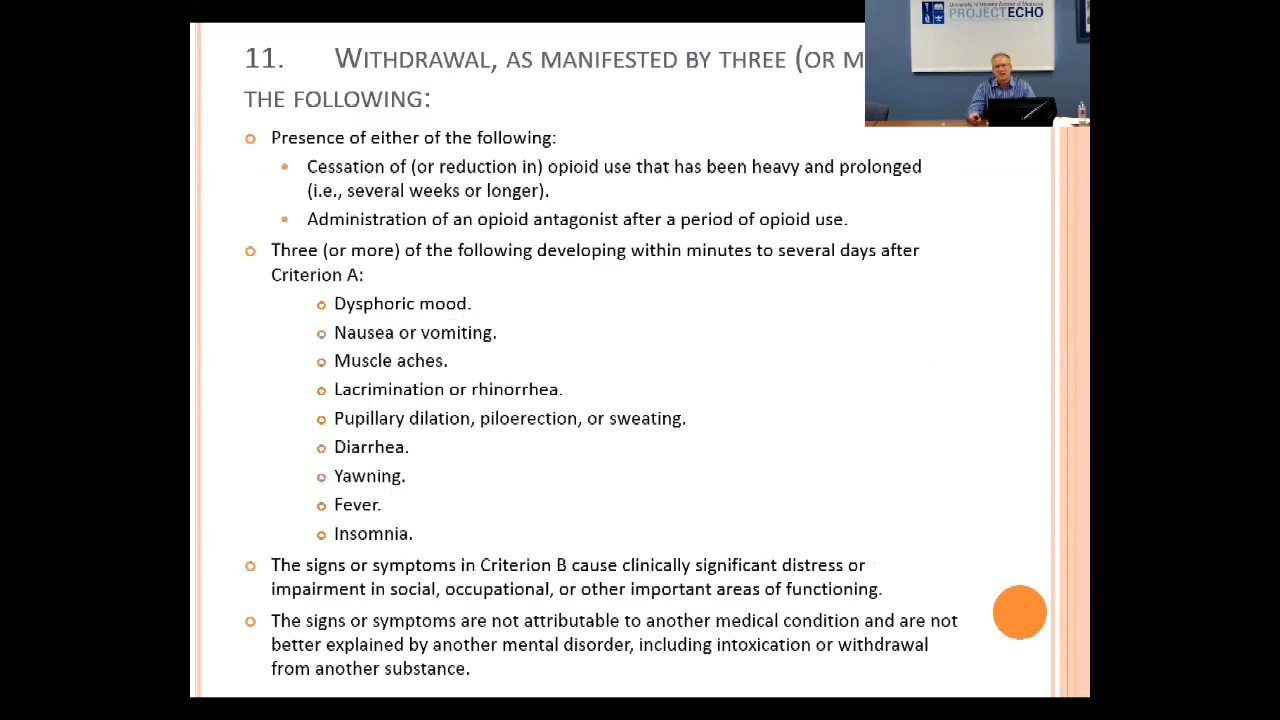 University of Nevada School of Medicine
PROJECT ECHO
11. WITHDRAWAL, AS MANIFESTED BY THREE (OR M
THE FOLLOWING:
Presence of either of the following:
Cessation of (or reduction in) opioid use that has been heavy and prolonged
(i.e., several weeks or longer).
Administration of an opioid antagonist after a period of opioid use.
Three (or more) of the following developing within minutes to several days after
Criterion A:
Dysphoric mood.
Nausea or vomiting.
Muscle aches.
Lacrimination or rhinorrhea.
Pupillary dilation, piloerection, or sweating.
Diarrhea.
Yawning.
Fever.
Insomnia.
The signs or symptoms in Criterion B cause clinically significant distress or
impairment in social, occupational, or other important areas of functioning.
The signs or symptoms are not attributable to another medical condition and are not
better explained by another mental disorder, including intoxication or withdrawal
from another substance.